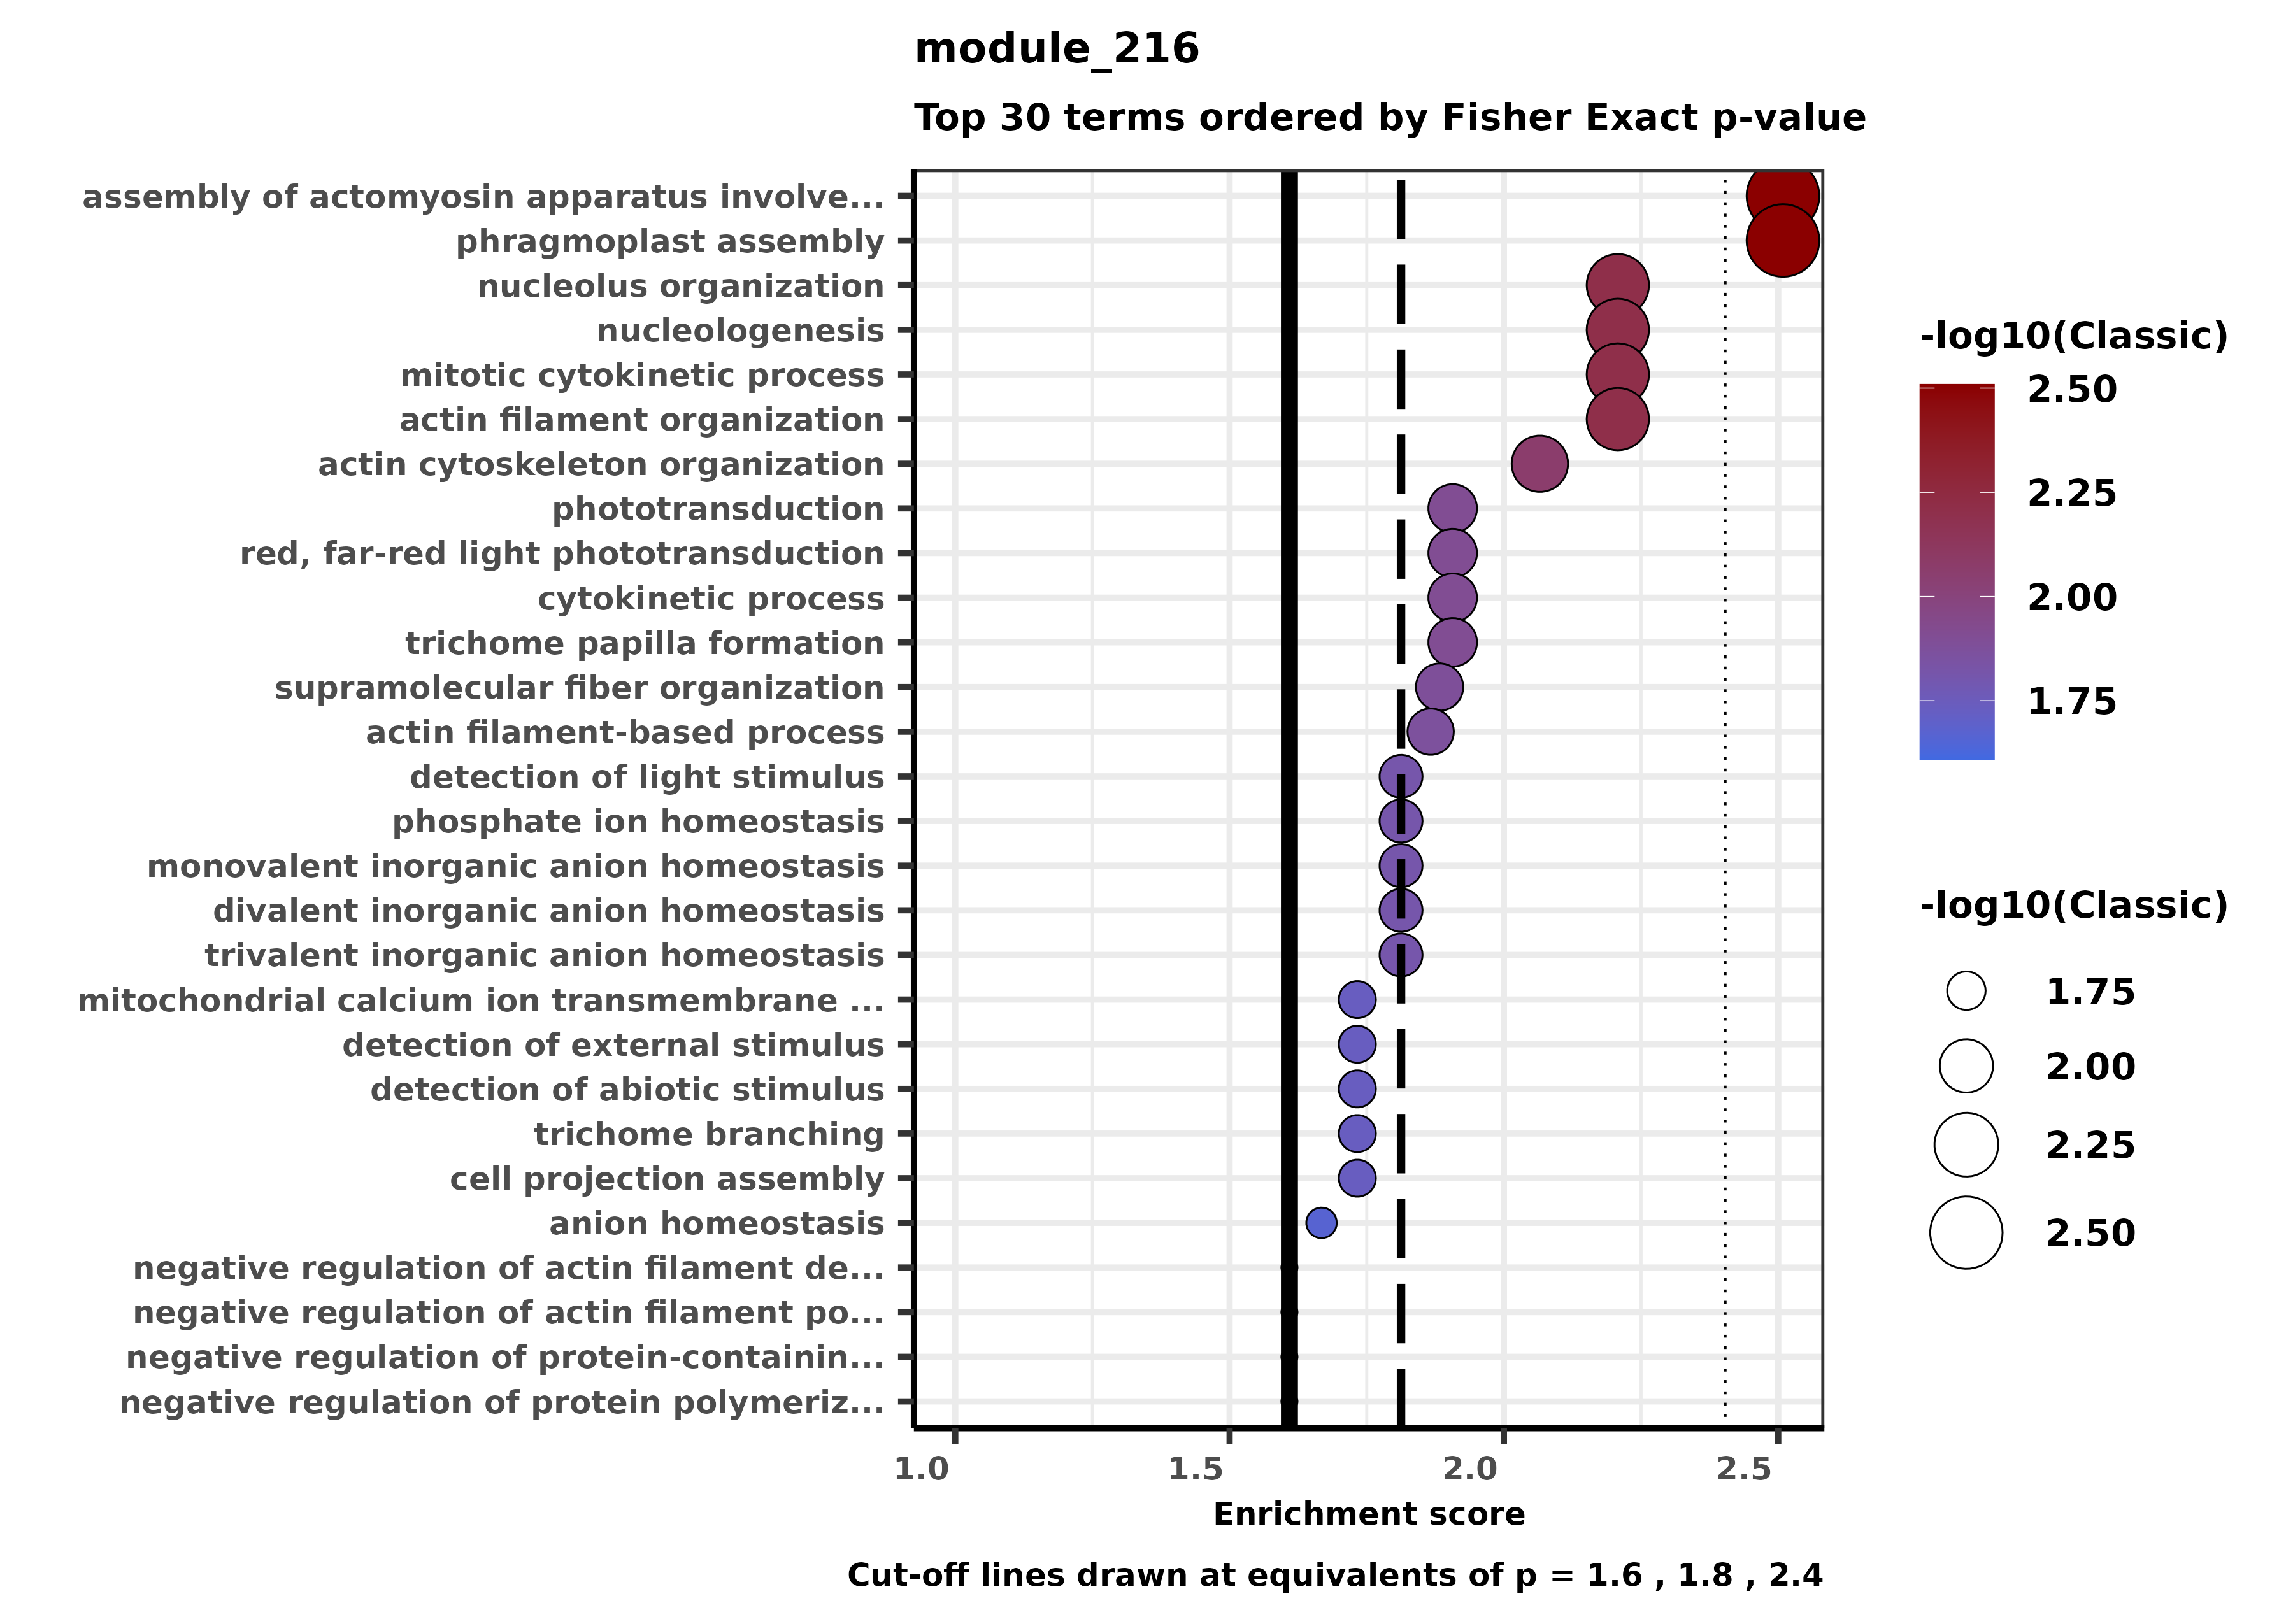 module_216
Top 30 terms ordered by Fisher Exact p-value
assembly of actomyosin apparatus involve...
phragmoplast assembly
nucleolus organization
nucleologenesis
mitotic cytokinetic process
actin filament organization
actin cytoskeleton organization
phototransduction
red, far-red light phototransduction
cytokinetic process
trichome papilla formation
supramolecular fiber organization
actin filament-based process
detection of light stimulus
phosphate ion homeostasis
monovalent inorganic anion homeostasis
divalent inorganic anion homeostasis
trivalent inorganic anion homeostasis
mitochondrial calcium ion transmembrane ...
detection of external stimulus
detection of abiotic stimulus
trichome branching
cell projection assembly
anion homeostasis
negative regulation of actin filament de...
negative regulation of actin filament po...
negative regulation of protein-containin...
negative regulation of protein polymeriz...
1.0 1.5 2.0 2.5
Enrichment score
Cut-off lines drawn at equivalents of p = 1.6 , 1.8 , 2.4
-log10(Classic)
2.50
2.25
2.00
1.75
-log10(Classic)
1.75
2.00
2.25
2.50